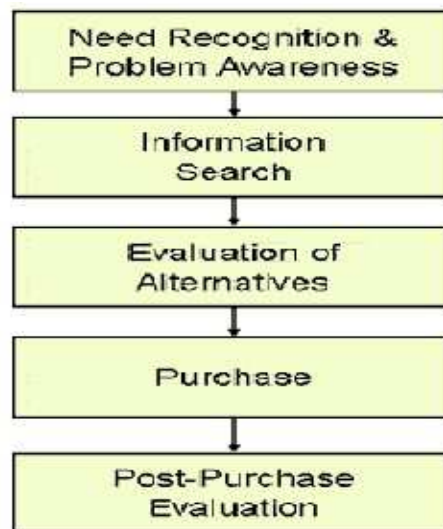 Need Recognition &
Problem Awareness
Information
Search
Evaluation of
Alternatives
Purchase
Post-Purchase
Evaluation